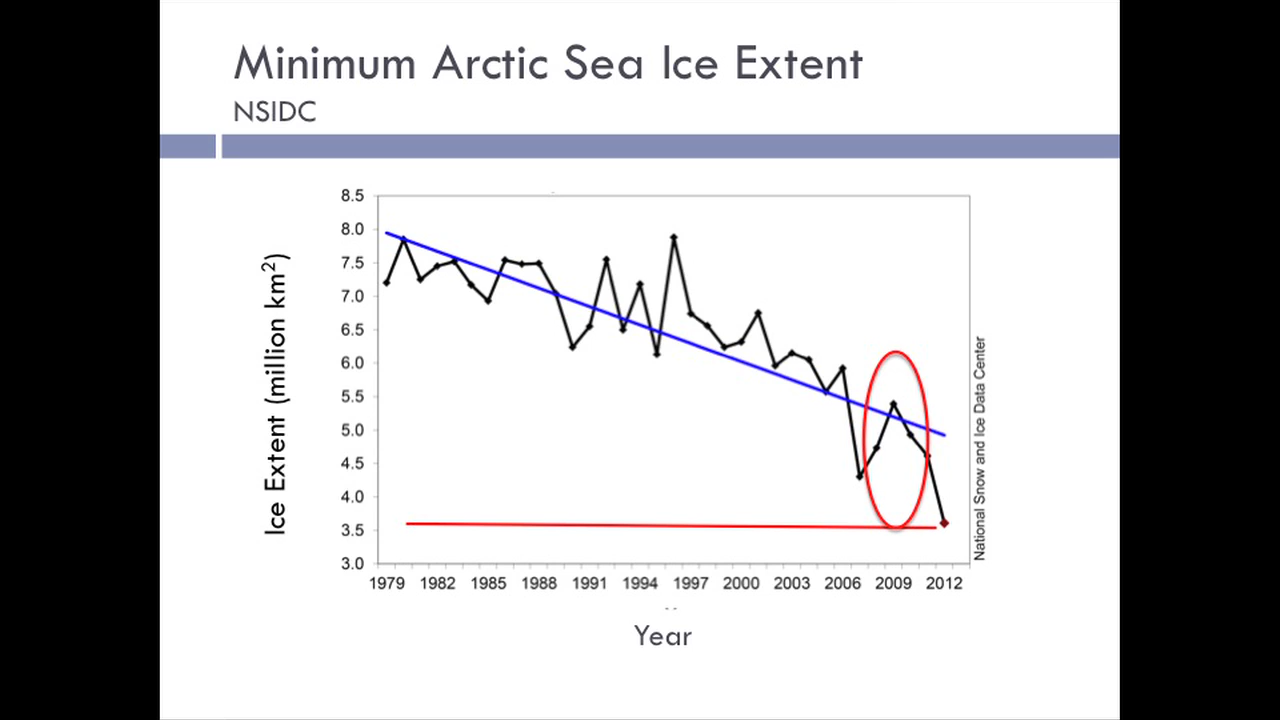 Minimum Arctic Sea Ice Extent
NSIDC
Ice Extent (million km²)
8.5
8.0
7.5
7.0
6.5
6.0
5.5
5.0
4.5
4.0
3.5
3.0
1979 1982 1985 1988 1991 1994 1997 2000 2003 2006 2009 2012
Year
National Snow and Ice Data Center